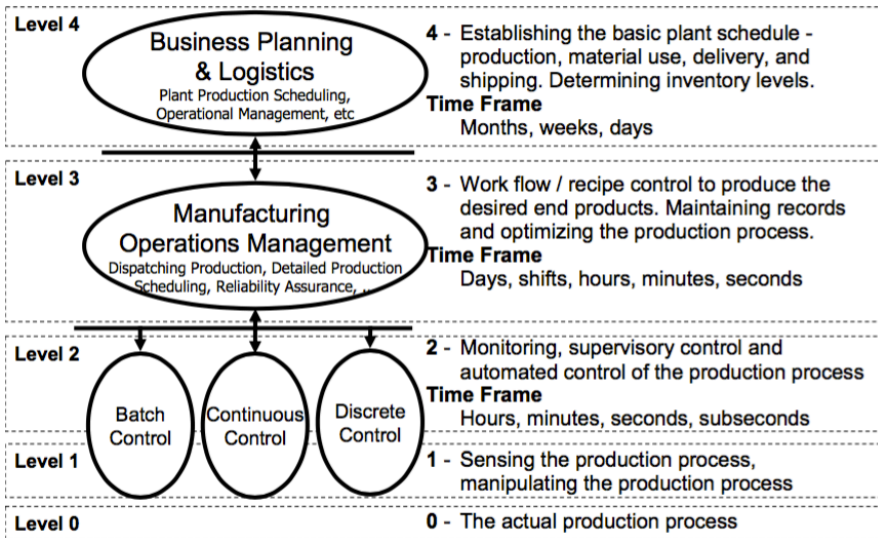 Level 4
Business Planning
& Logistics
Plant Production Scheduling,
Operational Management, etc
4 - Establishing the basic plant schedule -
production, material use, delivery, and
shipping. Determining inventory levels.
Time Frame
Months, weeks, days
Level 3
Manufacturing
Operations Management
Dispatching Production, Detailed Production
Scheduling, Reliability Assurance, ..
3 - Work flow / recipe control to produce the
desired end products. Maintaining records
and optimizing the production process.
Time Frame
Days, shifts, hours, minutes, seconds
Level 2
Batch
Control
Continuous
Control
Discrete
Control
2 - Monitoring, supervisory control and
automated control of the production process
Time Frame
Hours, minutes, seconds, subseconds
Level 1
1 - Sensing the production process,
manipulating the production process
Level 0
0 - The actual production process